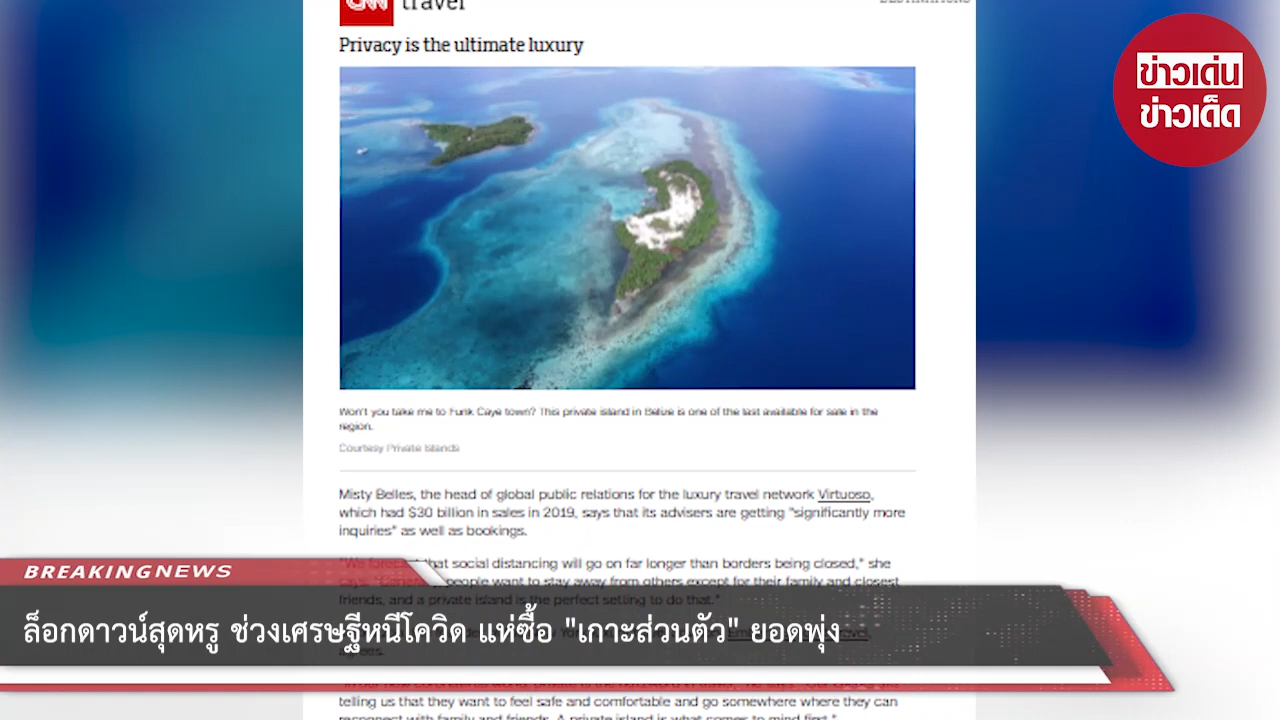 CNN travel
DESTINATIONS
Privacy is the ultimate luxury
ข่าวเด่น
ข่าวเด็ด
Won't you take me to Funk Caye town? This private island in Belize is one of the last available for sale in the
region.
Courtesy Private Islands
Misty Belles, the head of global public relations for the luxury travel network Virtuoso,
which had $30 billion in sales in 2019, says that its advisers are getting "significantly more
inquiries" as well as bookings.
"We forecast that social distancing will go on far longer than borders being closed," she
says. "Generally, people want to stay away from others except for their family and closest
friends, and a private island is the perfect setting to do that."
BREAKING NEWS
ล็อกดาวน์สุดหรู ช่วงเศรษฐีหนีโควิด แห่ซื้อ "เกาะส่วนตัว" ยอดพุ่ง
agrees.
telling us that they want to feel safe and comfortable and go somewhere where they can
reconnect with family and friends. A private island is what comes to mind first."